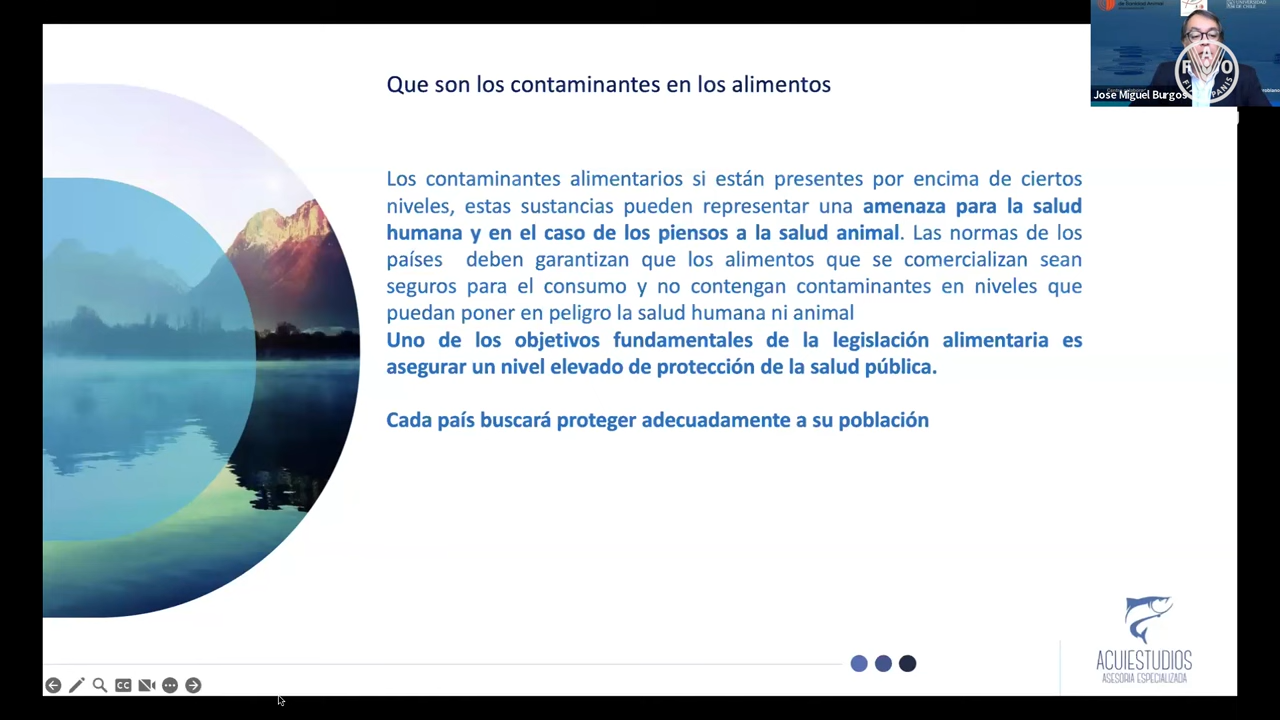 Que son los contaminantes en los alimentos
Los contaminantes alimentarios si están presentes por encima de ciertos
niveles, estas sustancias pueden representar una amenaza para la salud
humana y en el caso de los piensos a la salud animal. Las normas de los
países deben garantizan que los alimentos que se comercializan sean
seguros para el consumo y no contengan contaminantes en niveles que
puedan poner en peligro la salud humana ni animal
Uno de los objetivos fundamentales de la legislación alimentaria es
asegurar un nivel elevado de protección de la salud pública.
Cada país buscará proteger adecuadamente a su población
Jose Miguel Burgos
FAO
FIAT PANIS
CC
ACUIESTUDIOS
ASESORIA ESPECIALIZADA